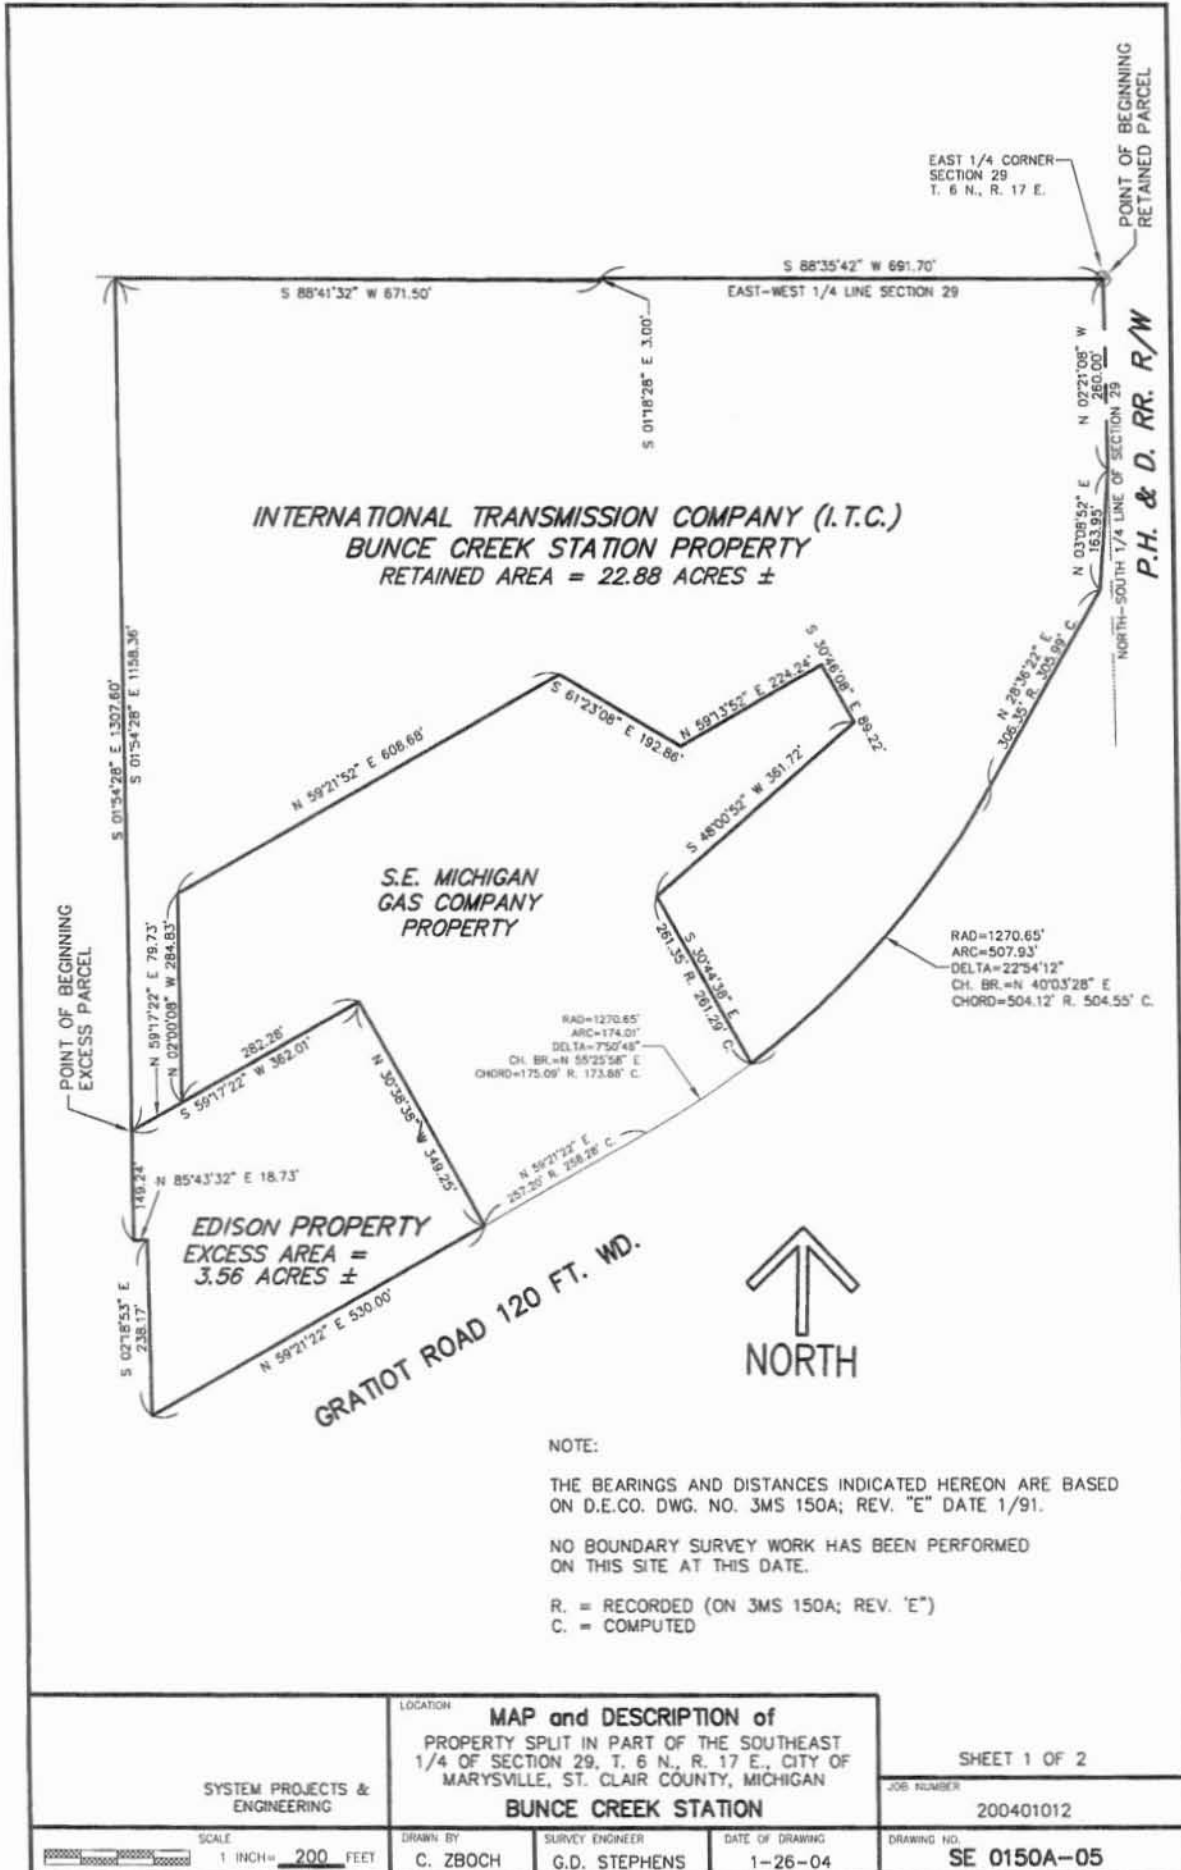 EAST 1/4 CORNER
SECTION 29
T. 6 N., R. 17 E.
POINT OF BEGINNING
RETAINED PARCEL
S 88°35'42" W 691.70'
EAST-WEST 1/4 LINE SECTION 29
S 88°41'32" W 671.50'
S 01°18'28" E 3.00'
N 02°21'08" W
260.00'
P.H. & D. RR. R/W
NORTH-SOUTH 1/4 LINE OF SECTION 29
N 03°08'52" E
163.95'
INTERNATIONAL TRANSMISSION COMPANY (I.T.C.)
BUNCE CREEK STATION PROPERTY
RETAINED AREA = 22.88 ACRES ±
S 01°54'28" E 1307.60'
S 01°54'28" E 1158.36'
N 28°36'22" E
306.35' R. 305.99' C.
N 59°21'52" E 608.68'
S 61°23'08" E 192.86'
N 59°13'52" E 224.24'
S 30°46'08" E 89.22'
S 48°00'52" W 361.72'
S.E. MICHIGAN
GAS COMPANY
PROPERTY
S 30°44'38" E
261.35' R. 261.29' C.
RAD=1270.65'
ARC=507.93'
DELTA=22°54'12"
CH. BR.=N 40°03'28" E
CHORD=504.12' R. 504.55' C.
POINT OF BEGINNING
EXCESS PARCEL
N 59°17'22" E 79.73'
N 02°00'08" W 284.83'
282.28'
S 59°17'22" W 362.01'
RAD=1270.65'
ARC=174.01'
DELTA=7°50'48"
CH. BR.=N 55°25'58" E
CHORD=175.09' R. 173.88' C.
N 30°38'38" W 349.25'
N 59°21'22" E
257.20' R. 258.28' C.
149.24'
N 85°43'32" E 18.73'
EDISON PROPERTY
EXCESS AREA =
3.56 ACRES ±
S 02°18'53" E
238.17'
N 59°21'22" E 530.00'
GRATIOT ROAD 120 FT. WD.
NORTH
NOTE:
THE BEARINGS AND DISTANCES INDICATED HEREON ARE BASED
ON D.E.CO. DWG. NO. 3MS 150A; REV. "E" DATE 1/91.
NO BOUNDARY SURVEY WORK HAS BEEN PERFORMED
ON THIS SITE AT THIS DATE.
R. = RECORDED (ON 3MS 150A; REV. 'E")
C. = COMPUTED
SYSTEM PROJECTS &
ENGINEERING
LOCATION
MAP and DESCRIPTION of
PROPERTY SPLIT IN PART OF THE SOUTHEAST
1/4 OF SECTION 29, T. 6 N., R. 17 E., CITY OF
MARYSVILLE, ST. CLAIR COUNTY, MICHIGAN
BUNCE CREEK STATION
SHEET 1 OF 2
JOB NUMBER
200401012
SCALE
1 INCH= 200 FEET
DRAWN BY
C. ZBOCH
SURVEY ENGINEER
G.D. STEPHENS
DATE OF DRAWING
1-26-04
DRAWING NO.
SE 0150A-05